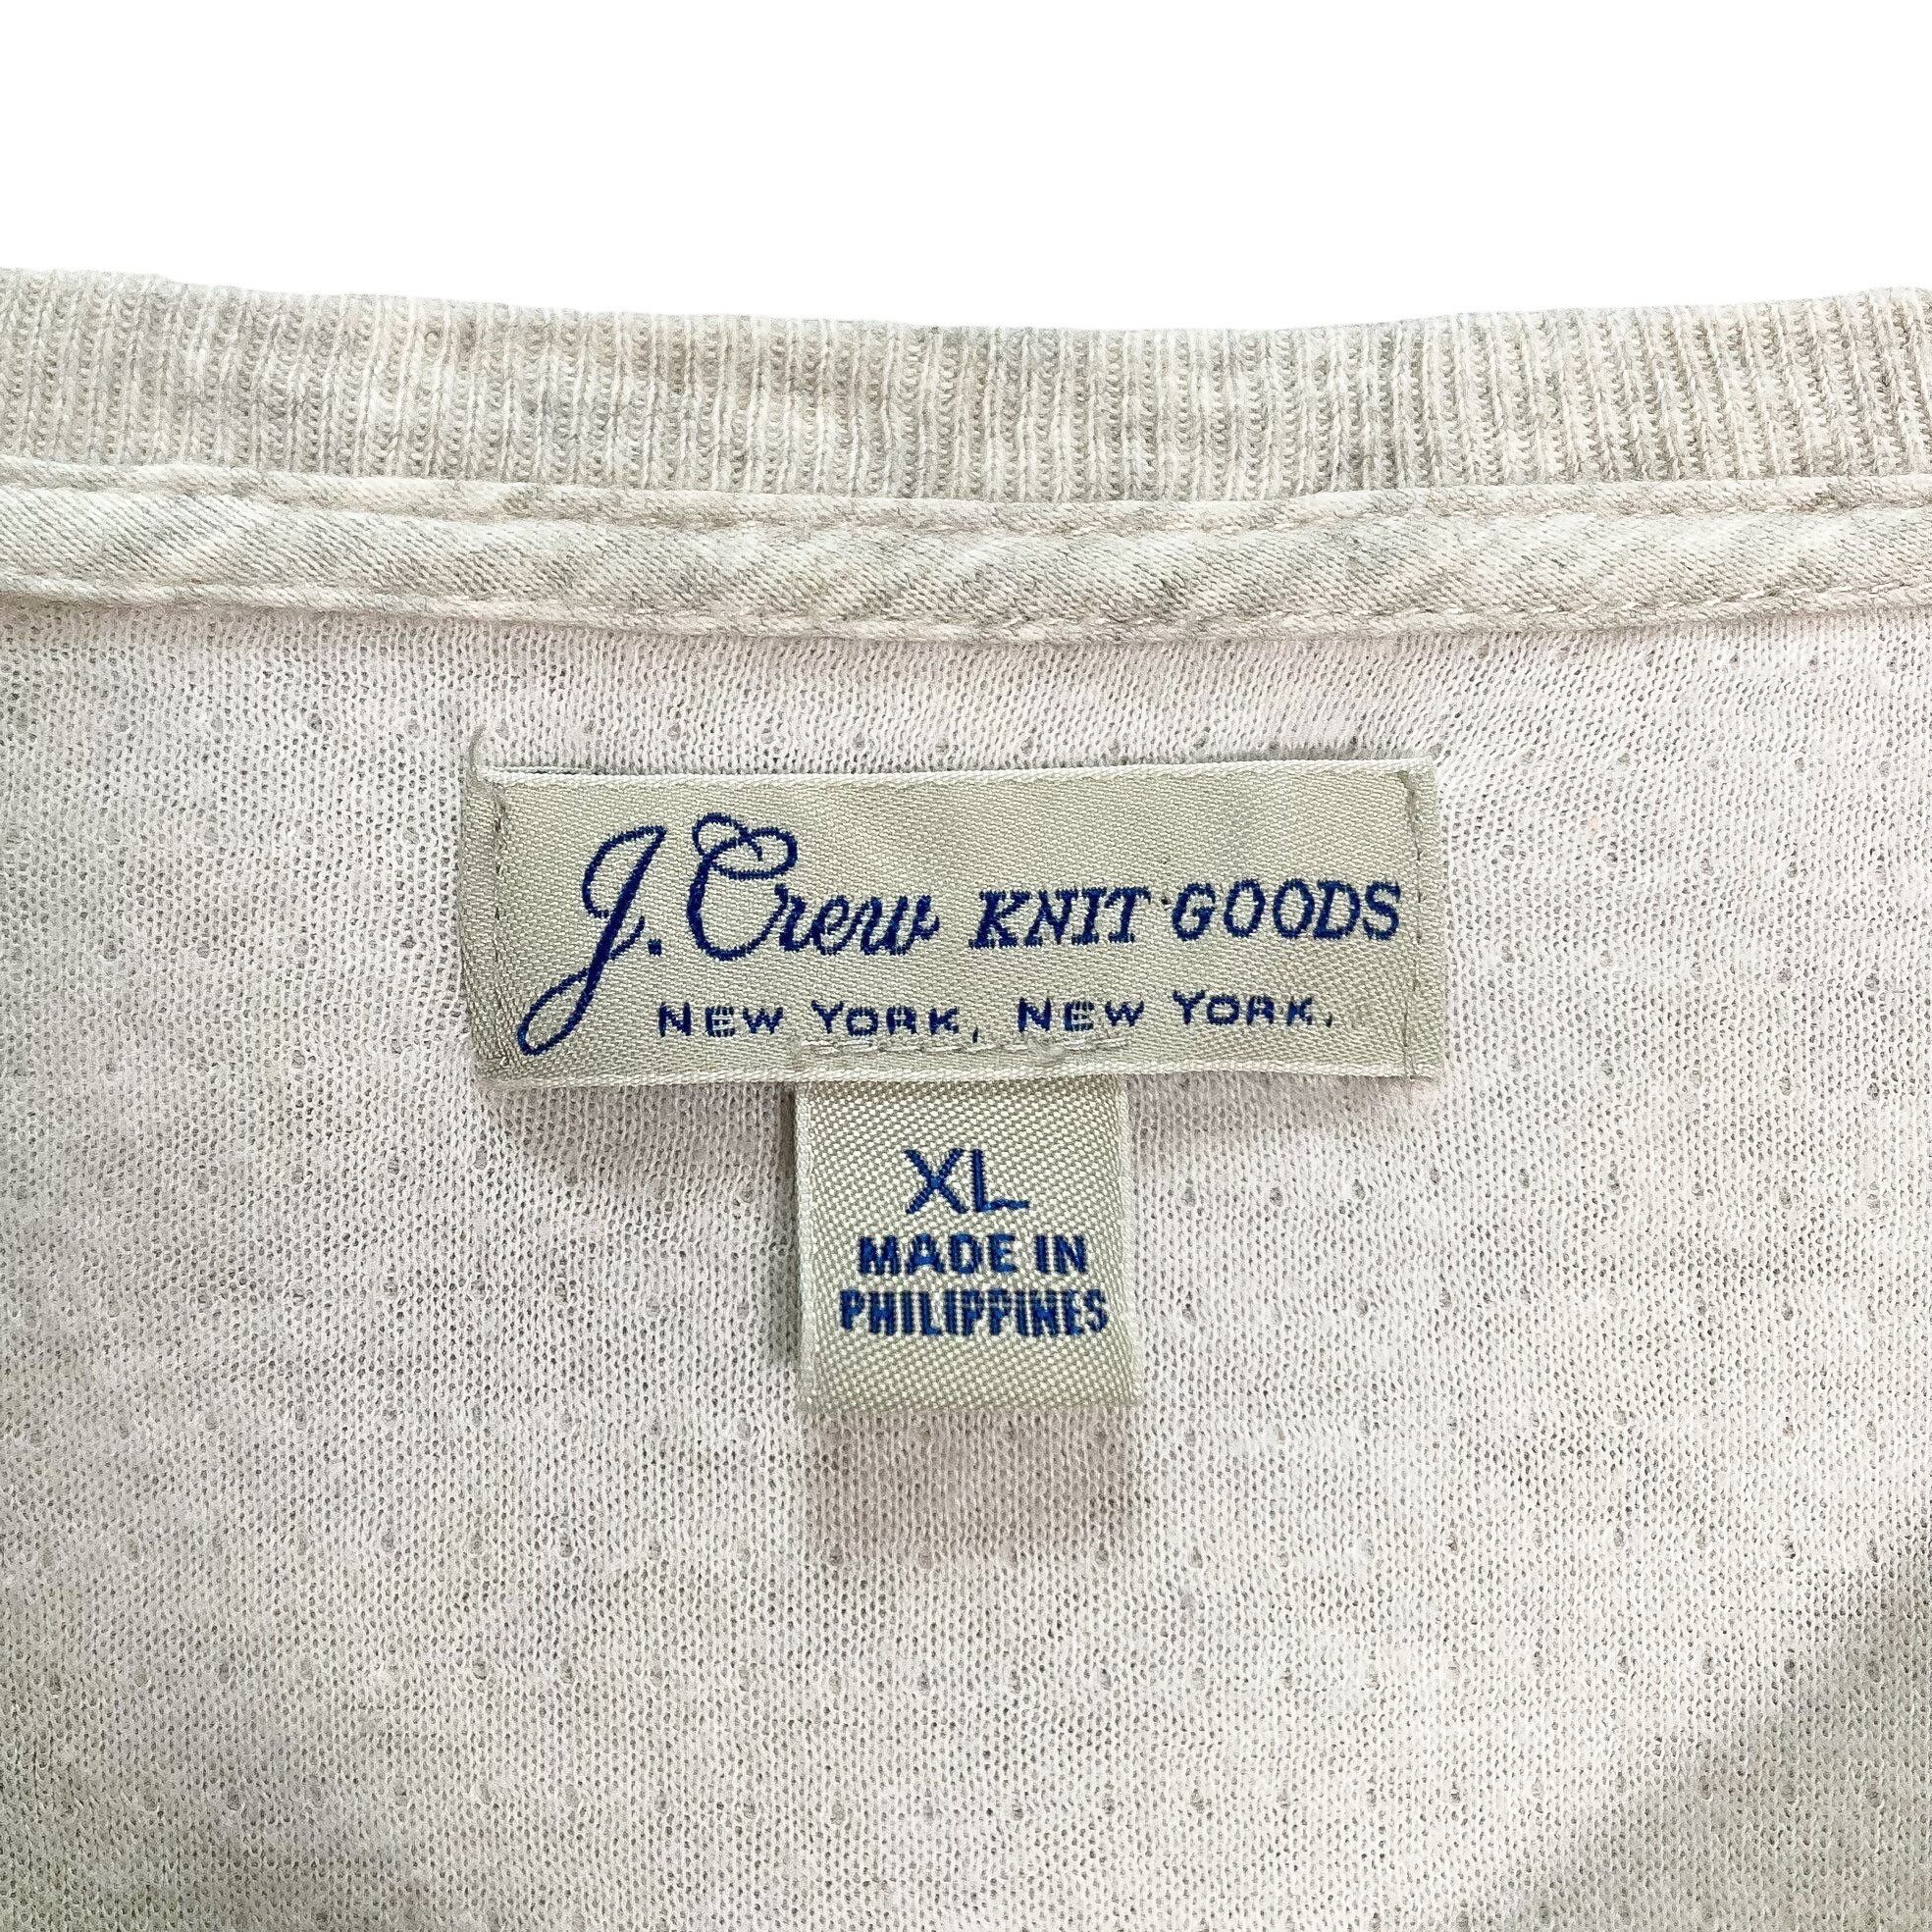 J.Crew KNIT GOODS
NEW YORK, NEW YORK.
XL
MADE IN
PHILIPPINES